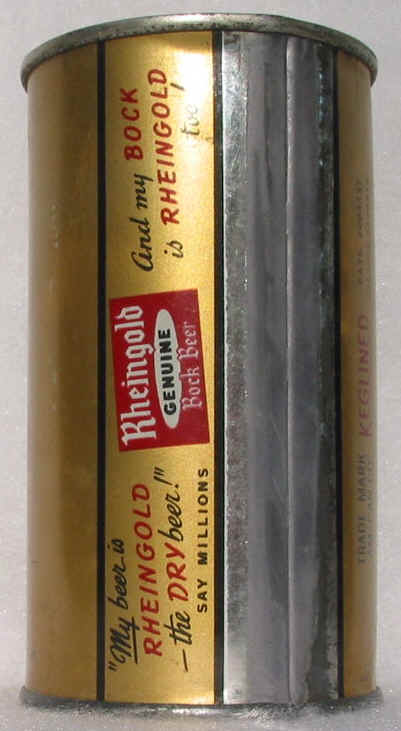 "My beer is
RHEINGOLD
— the DRY beer!"
SAY MILLIONS
Rheingold
GENUINE
Bock Beer
And my BOCK
is RHEINGOLD
too!
TRADE MARK KEGLINED